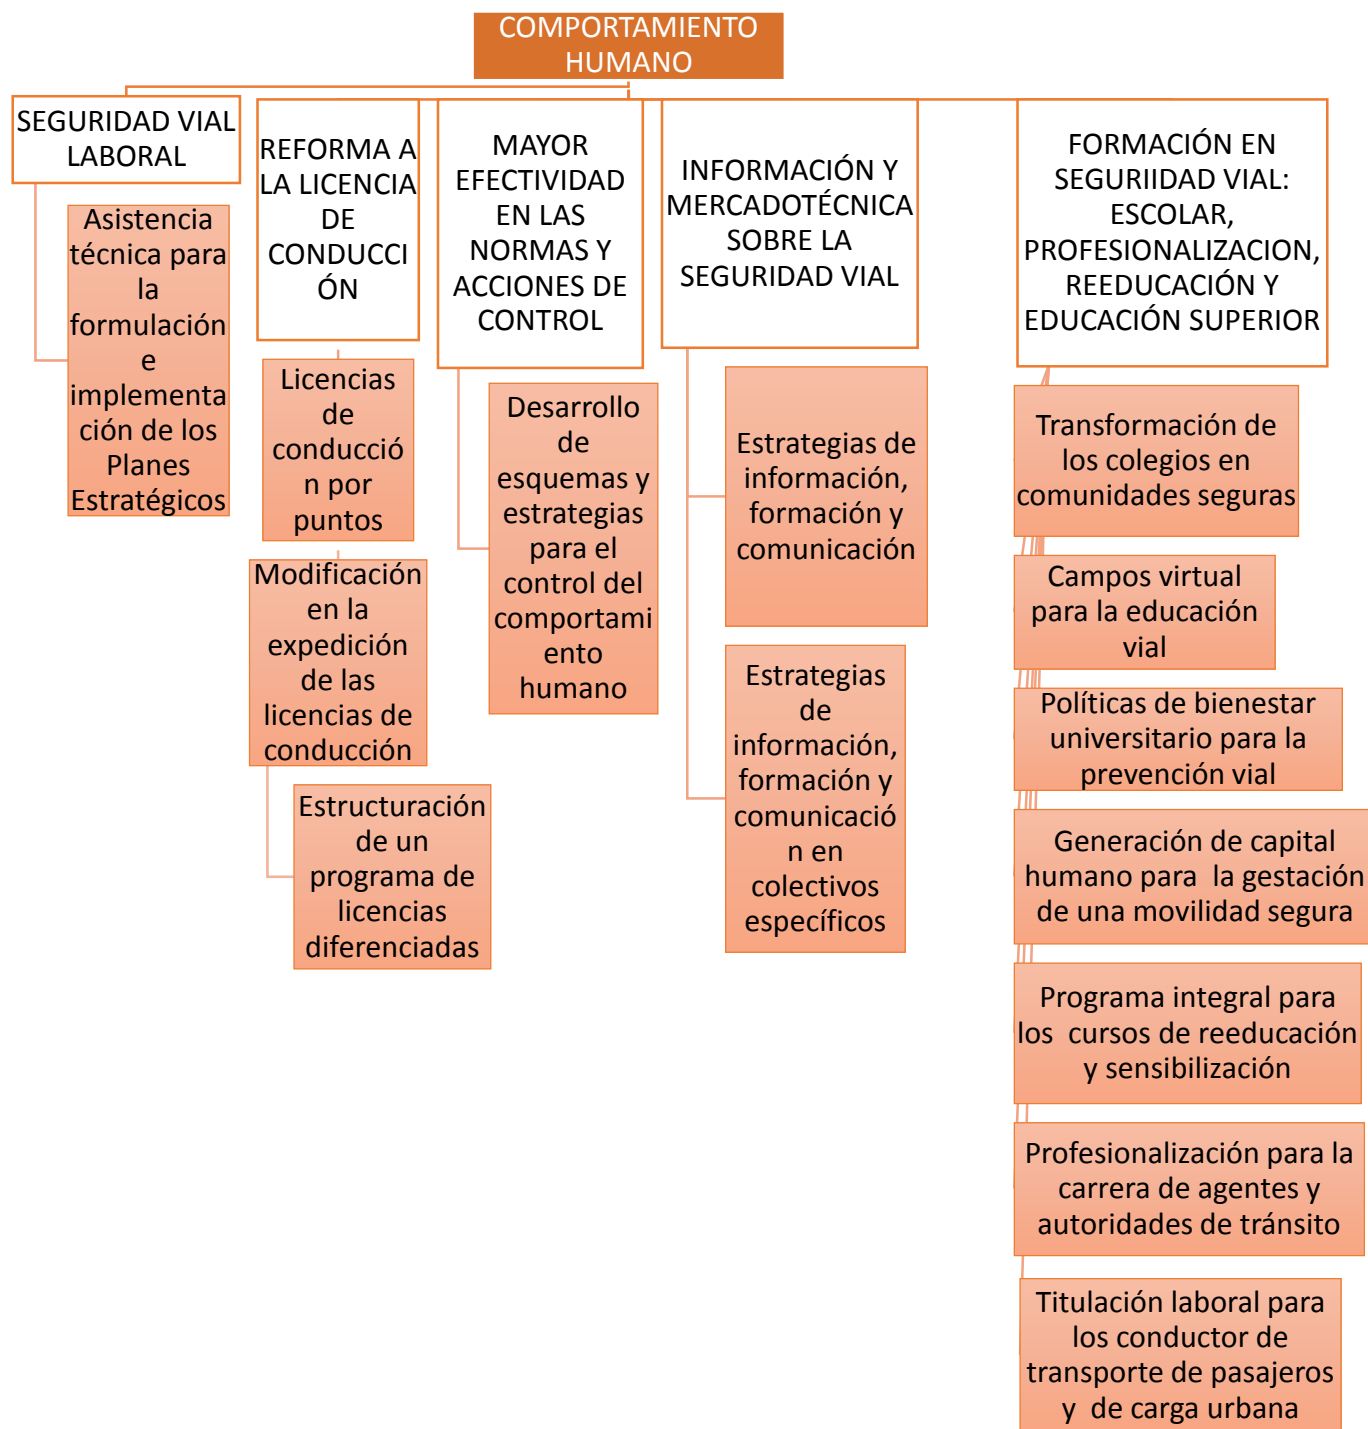 COMPORTAMIENTO
HUMANO
SEGURIDAD VIAL
LABORAL
Asistencia
técnica para
la
formulación
e
implementa
ción de los
Planes
Estratégicos
REFORMA A
LA LICENCIA
DE
CONDUCCI
ÓN
Licencias
de
conducció
n por
puntos
Modificación
en la
expedición
de las
licencias de
conducción
Estructuración
de un
programa de
licencias
diferenciadas
MAYOR
EFECTIVIDAD
EN LAS
NORMAS Y
ACCIONES DE
CONTROL
Desarrollo
de
esquemas y
estrategias
para el
control del
comportami
ento
humano
INFORMACIÓN Y
MERCADOTÉCNICA
SOBRE LA
SEGURIDAD VIAL
Estrategias de
información,
formación y
comunicación
Estrategias
de
información,
formación y
comunicació
n en
colectivos
específicos
FORMACIÓN EN
SEGURIIDAD VIAL:
ESCOLAR,
PROFESIONALIZACION,
REEDUCACIÓN Y
EDUCACIÓN SUPERIOR
Transformación de
los colegios en
comunidades seguras
Campos virtual
para la educación
vial
Políticas de bienestar
universitario para la
prevención vial
Generación de capital
humano para  la gestación
de una movilidad segura
Programa integral para
los  cursos de reeducación
y sensibilización
Profesionalización para la
carrera de agentes y
autoridades de tránsito
Titulación laboral para
los conductor de
transporte de pasajeros
y  de carga urbana